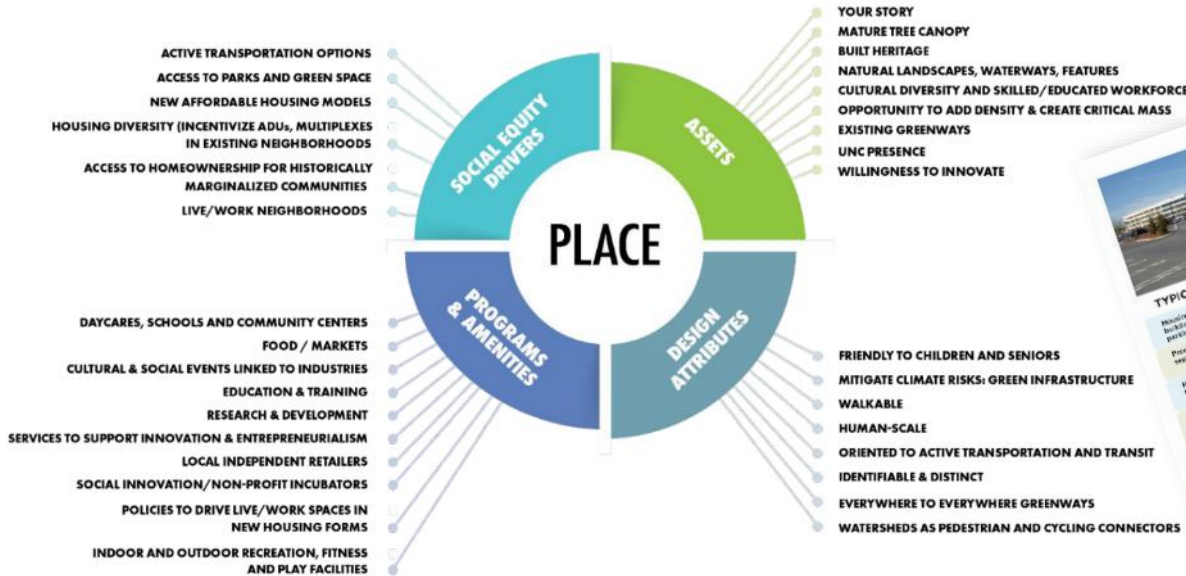 ACTIVE TRANSPORTATION OPTIONS
ACCESS TO PARKS AND GREEN SPACE
NEW AFFORDABLE HOUSING MODELS
HOUSING DIVERSITY (INCENTIVIZE ADUs, MULTIPLEXES
IN EXISTING NEIGHBORHOODS
ACCESS TO HOMEOWNERSHIP FOR HISTORICALLY
MARGINALIZED COMMUNITIES
LIVE/WORK NEIGHBORHOODS
SOCIAL EQUITY
DRIVERS
ASSETS
YOUR STORY
MATURE TREE CANOPY
BUILT HERITAGE
NATURAL LANDSCAPES, WATERWAYS, FEATURES
CULTURAL DIVERSITY AND SKILLED/EDUCATED WORKFORCE
OPPORTUNITY TO ADD DENSITY & CREATE CRITICAL MASS
EXISTING GREENWAYS
UNC PRESENCE
WILLINGNESS TO INNOVATE
PLACE
DAYCARES, SCHOOLS AND COMMUNITY CENTERS
FOOD / MARKETS
CULTURAL & SOCIAL EVENTS LINKED TO INDUSTRIES
EDUCATION & TRAINING
RESEARCH & DEVELOPMENT
SERVICES TO SUPPORT INNOVATION & ENTREPRENEURIALISM
LOCAL INDEPENDENT RETAILERS
SOCIAL INNOVATION/NON-PROFIT INCUBATORS
POLICIES TO DRIVE LIVE/WORK SPACES IN
NEW HOUSING FORMS
INDOOR AND OUTDOOR RECREATION, FITNESS
AND PLAY FACILITIES
PROGRAMS
& AMENITIES
DESIGN
ATTRIBUTES
FRIENDLY TO CHILDREN AND SENIORS
MITIGATE CLIMATE RISKS: GREEN INFRASTRUCTURE
WALKABLE
HUMAN-SCALE
ORIENTED TO ACTIVE TRANSPORTATION AND TRANSIT
IDENTIFIABLE & DISTINCT
EVERYWHERE TO EVERYWHERE GREENWAYS
WATERSHEDS AS PEDESTRIAN AND CYCLING CONNECTORS